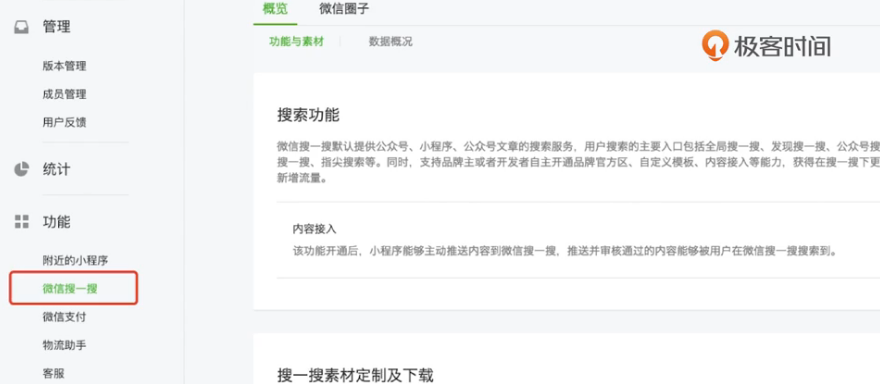 管理
版本管理
成员管理
用户反馈
统计
功能
附近的小程序
微信搜一搜
微信支付
物流助手
客服
概览 微信圈子
功能与素材 数据概况
极客时间
搜索功能
微信搜一搜默认提供公众号、小程序、公众号文章的搜索服务，用户搜索的主要入口包括全局搜一搜、发现搜一搜、公众号搜
搜一搜、指尖搜索等。同时，支持品牌主或者开发者自主开通品牌官方区、自定义模板、内容接入等能力，获得在搜一搜下更
新增流量。
内容接入
该功能开通后，小程序能够主动推送内容到微信搜一搜，推送并审核通过的内容能够被用户在微信搜一搜搜索到。
搜一搜素材定制及下载